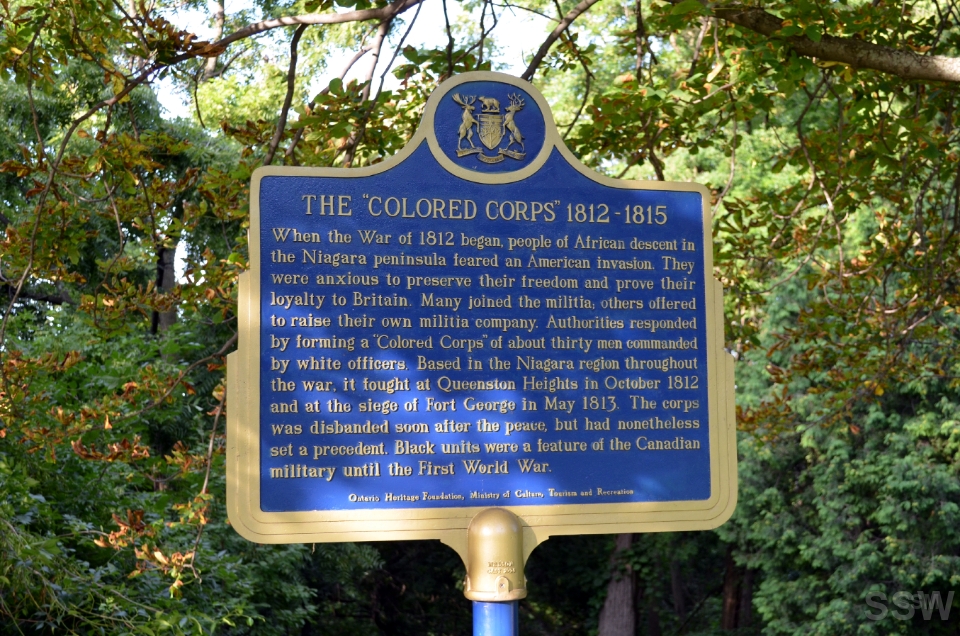 THE "COLORED CORPS" 1812 - 1815
When the War of 1812 began, people of African descent in
the Niagara peninsula feared an American invasion. They
were anxious to preserve their freedom and prove their
loyalty to Britain. Many joined the militia; others offered
to raise their own militia company. Authorities responded
by forming a "Colored Corps" of about thirty men commanded
by white officers. Based in the Niagara region throughout
the war, it fought at Queenston Heights in October 1812
and at the siege of Fort George in May 1813. The corps
was disbanded soon after the peace, but had nonetheless
set a precedent. Black units were a feature of the Canadian
military until the First World War.
Ontario Heritage Foundation, Ministry of Culture, Tourism and Recreation
SSW